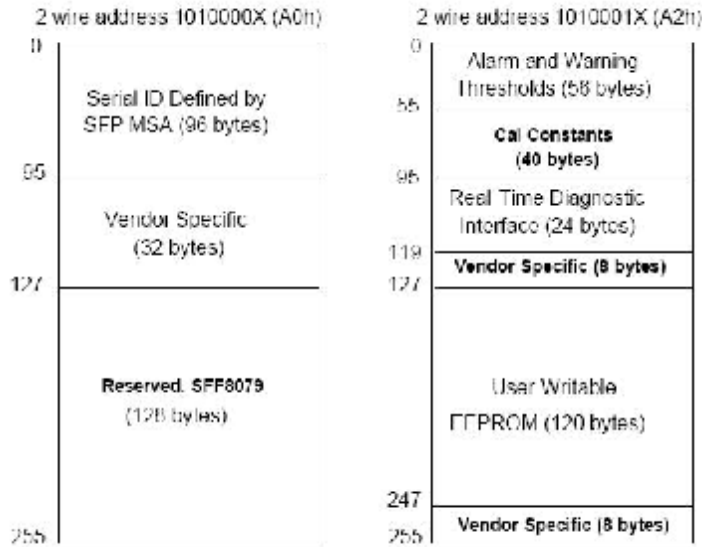 2 wire address 1010000X (A0h)
0
Serial ID Defined by
SFP MSA (96 bytes)
95
Vendor Specific
(32 bytes)
127
Reserved. SFF8079
(128 bytes)
255
2 wire address 1010001X (A2h)
0
Alarm and Warning
Thresholds (56 bytes)
55
Cal Constants
(40 bytes)
95
Real Time Diagnostic
Interface (24 bytes)
119
Vendor Specific (8 bytes)
127
User Writable
EEPROM (120 bytes)
247
Vendor Specific (8 bytes)
255